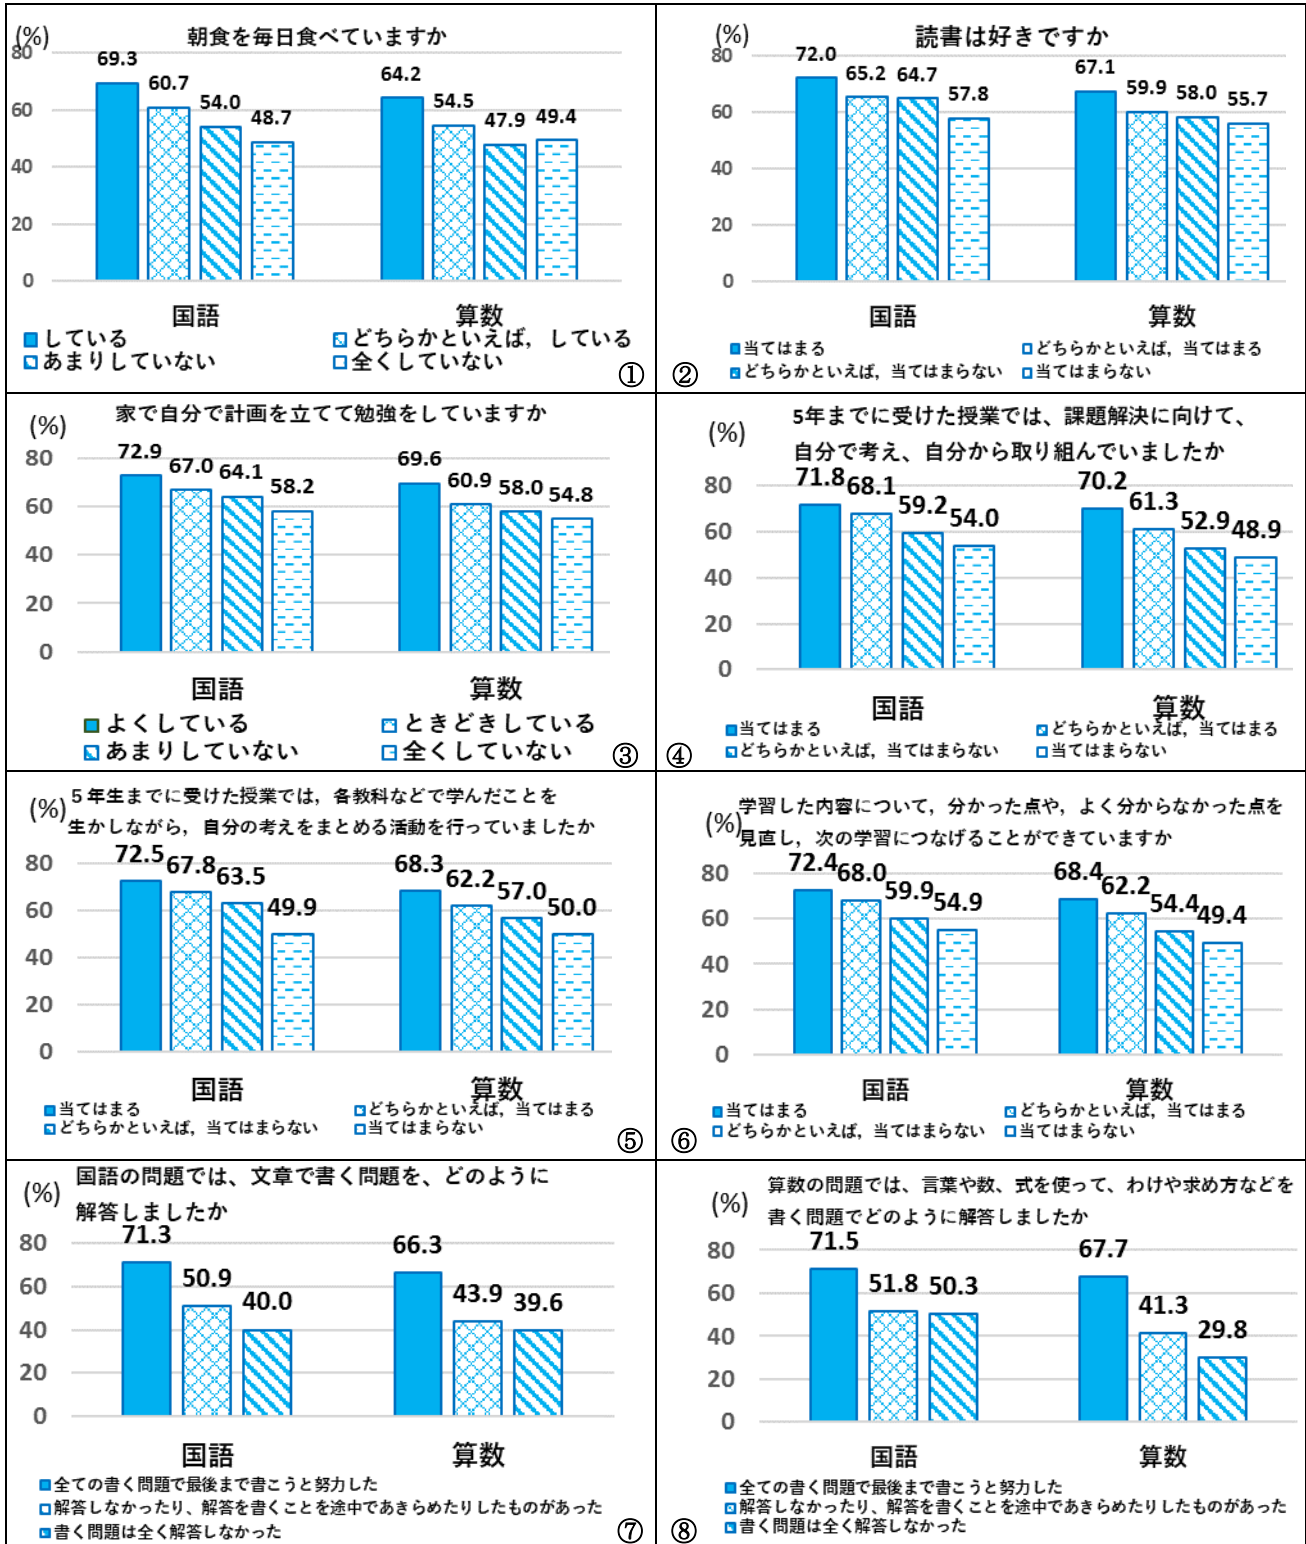 朝食を毎日食べていますか
(%)
80
60
40
20
0
69.3 60.7 54.0 48.7 64.2 54.5 47.9 49.4
国語 算数
している どちらかといえば，している
あまりしていない 全くしていない
①
読書は好きですか
(%)
80
60
40
20
0
72.0 65.2 64.7 57.8 67.1 59.9 58.0 55.7
国語 算数
当てはまる どちらかといえば，当てはまる
どちらかといえば，当てはまらない 当てはまらない
②
家で自分で計画を立てて勉強をしていますか
(%)
80
60
40
20
0
72.9 67.0 64.1 58.2 69.6 60.9 58.0 54.8
国語 算数
よくしている ときどきしている
あまりしていない 全くしていない
③
5年までに受けた授業では、課題解決に向けて、
自分で考え、自分から取り組んでいましたか
(%)
80
60
40
20
0
71.8 68.1 59.2 54.0 70.2 61.3 52.9 48.9
国語 算数
当てはまる どちらかといえば，当てはまる
どちらかといえば，当てはまらない 当てはまらない
④
５年生までに受けた授業では，各教科などで学んだことを
生かしながら，自分の考えをまとめる活動を行っていましたか
(%)
80
60
40
20
0
72.5 67.8 63.5 49.9 68.3 62.2 57.0 50.0
国語 算数
当てはまる どちらかといえば，当てはまる
どちらかといえば，当てはまらない 当てはまらない
⑤
学習した内容について，分かった点や，よく分からなかった点を
見直し，次の学習につなげることができていますか
(%)
80
60
40
20
0
72.4 68.0 59.9 54.9 68.4 62.2 54.4 49.4
国語 算数
当てはまる どちらかといえば，当てはまる
どちらかといえば，当てはまらない 当てはまらない
⑥
国語の問題では、文章で書く問題を、どのように
解答しましたか
(%)
80
60
40
20
0
71.3 50.9 40.0 66.3 43.9 39.6
国語 算数
全ての書く問題で最後まで書こうと努力した
解答しなかったり、解答を書くことを途中であきらめたりしたものがあった
書く問題は全く解答しなかった
⑦
算数の問題では、言葉や数、式を使って、わけや求め方などを
書く問題でどのように解答しましたか
(%)
80
60
40
20
0
71.5 51.8 50.3 67.7 41.3 29.8
国語 算数
全ての書く問題で最後まで書こうと努力した
解答しなかったり、解答を書くことを途中であきらめたりしたものがあった
書く問題は全く解答しなかった
⑧